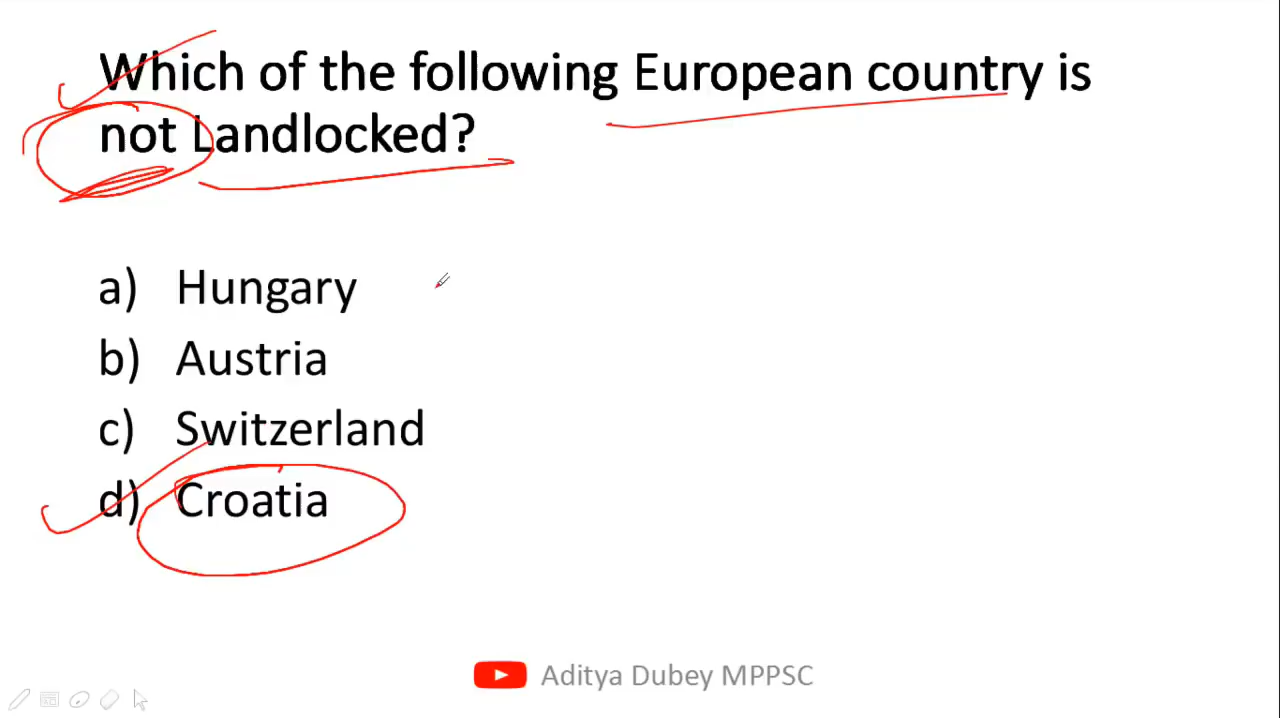 Which of the following European country is
not Landlocked?
a) Hungary
b) Austria
c) Switzerland
d) Croatia
Aditya Dubey MPPSC